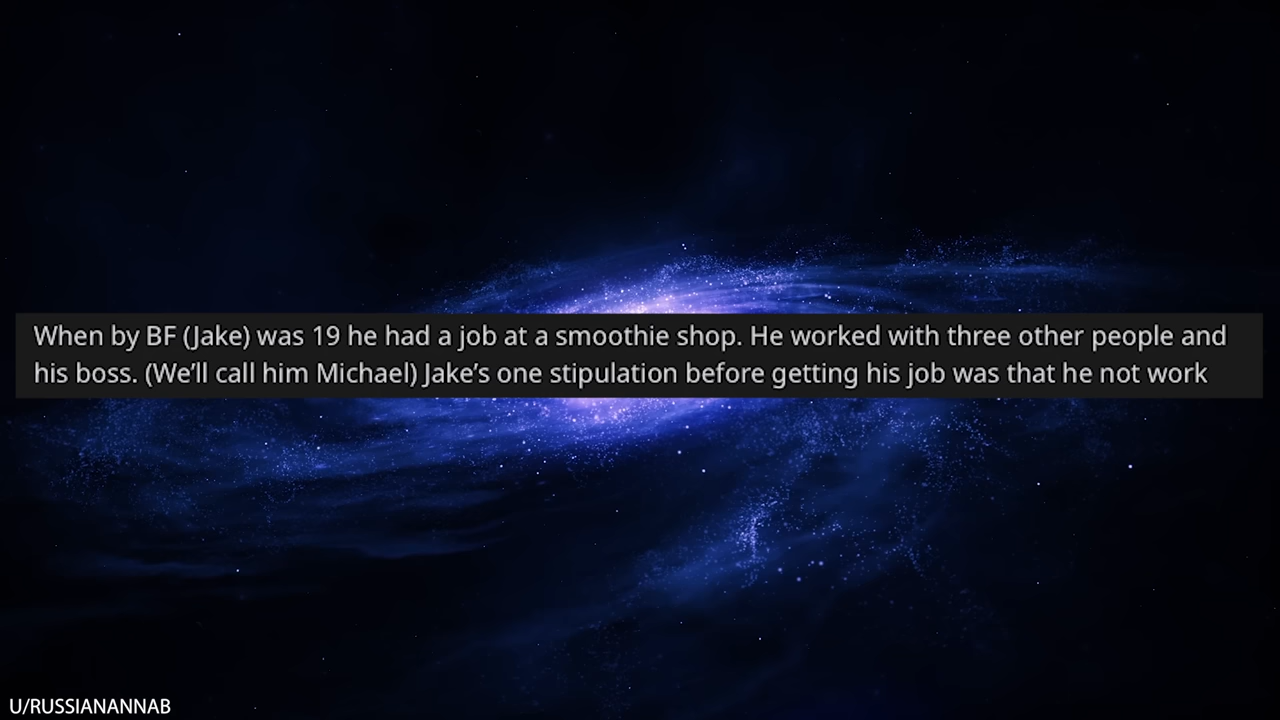 When by BF (Jake) was 19 he had a job at a smoothie shop. He worked with three other people and
his boss. (We’ll call him Michael) Jake’s one stipulation before getting his job was that he not work
U/RUSSIANANNAB